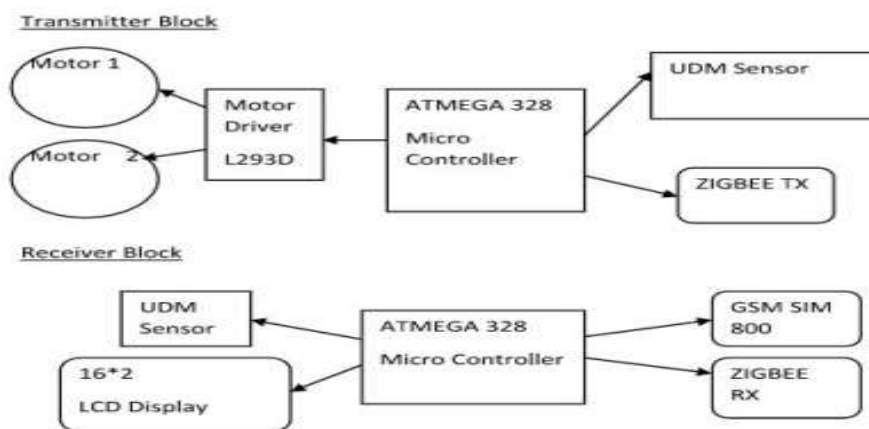 Transmitter Block
Motor 1
Motor 2
Motor
Driver
L293D
ATMEGA 328
Micro
Controller
UDM Sensor
ZIGBEE TX
Receiver Block
UDM
Sensor
16*2
LCD Display
ATMEGA 328
Micro Controller
GSM SIM
800
ZIGBEE
RX